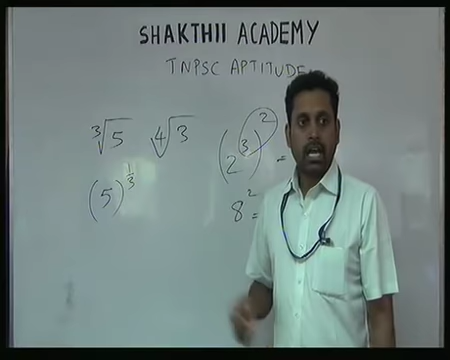 SHAKTHII ACADEMY
TNPSC APTITUDE
∛5 ∜3 (2^3)^2 =
(5)^(1/3) 8^2 =